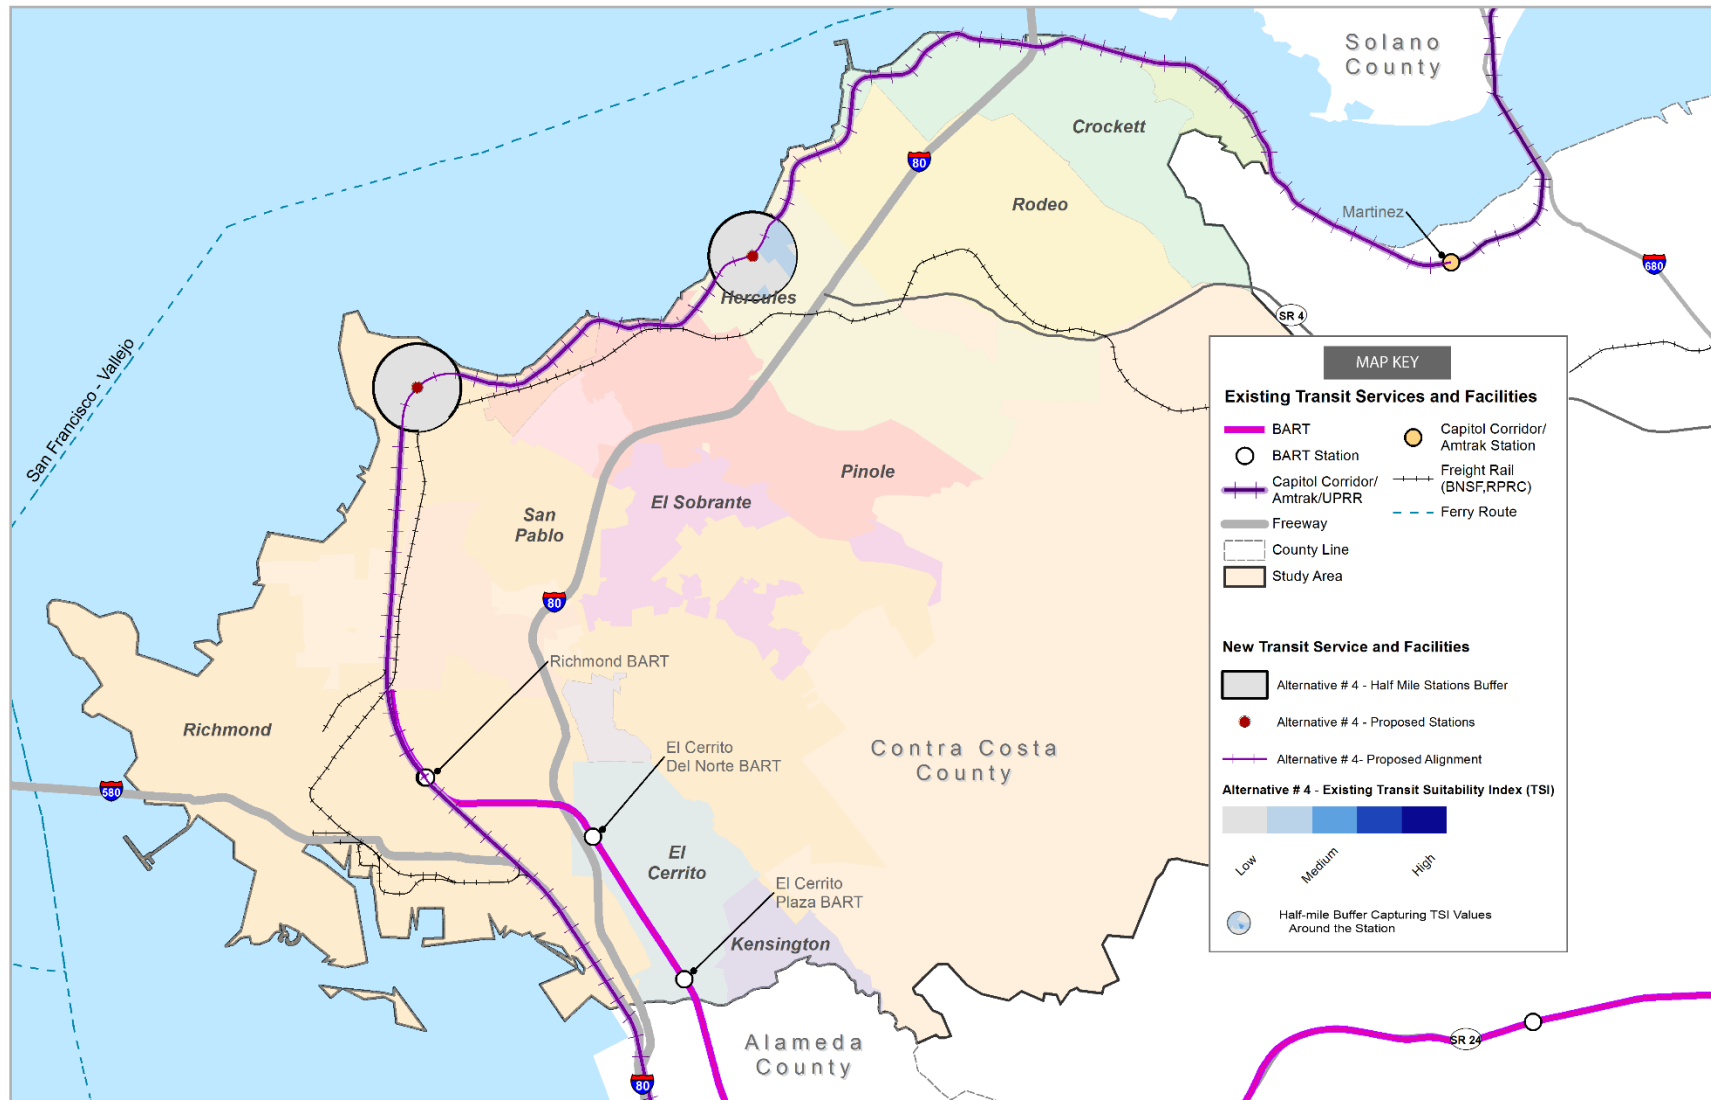 Solano
County
Crockett
80
Rodeo
Martinez
680
Hercules
SR 4
San Francisco - Vallejo
Pinole
El Sobrante
San
Pablo
80
Richmond BART
Richmond
El Cerrito
Del Norte BART
Contra Costa
County
580
El
Cerrito
El Cerrito
Plaza BART
Kensington
Alameda
County
SR 24
80
MAP KEY
Existing Transit Services and Facilities
BART
BART Station
Capitol Corridor/
Amtrak/UPRR
Freeway
County Line
Study Area
Capitol Corridor/
Amtrak Station
Freight Rail
(BNSF,RPRC)
Ferry Route
New Transit Service and Facilities
Alternative # 4 - Half Mile Stations Buffer
Alternative # 4 - Proposed Stations
Alternative # 4- Proposed Alignment
Alternative # 4 - Existing Transit Suitability Index (TSI)
Low
Medium
High
Half-mile Buffer Capturing TSI Values
Around the Station